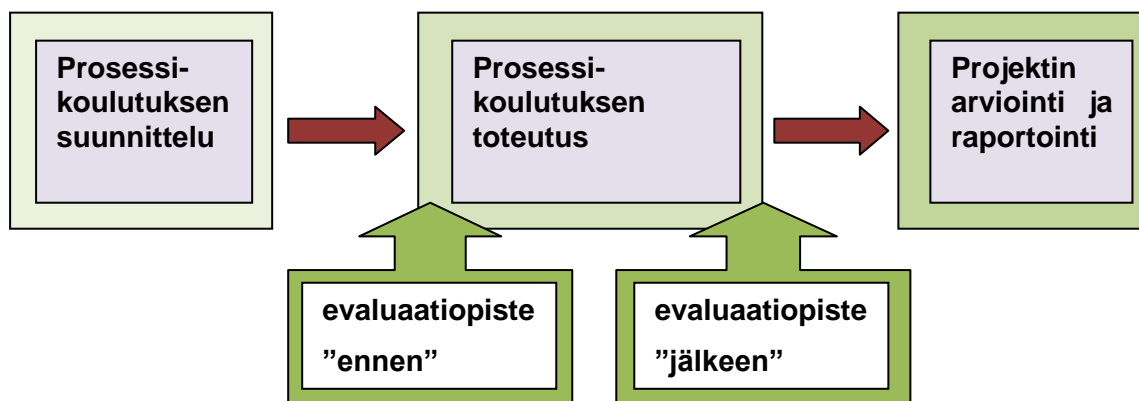 Prosessi-
koulutuksen
suunnittelu
Prosessi-
koulutuksen
toteutus
Projektin
arviointi ja
raportointi
evaluaatiopiste
”ennen”
evaluaatiopiste
”jälkeen”